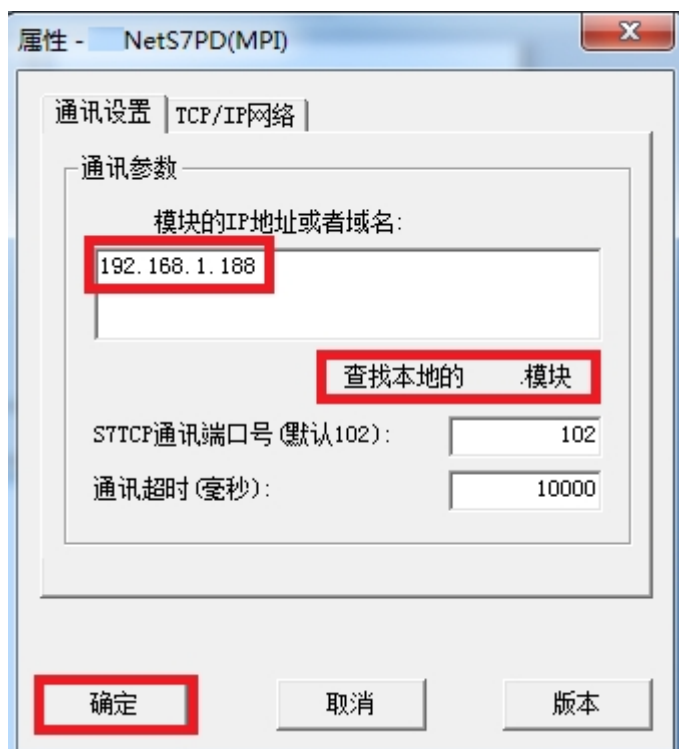 属性 - NetS7PD(MPI)
通讯设置 TCP/IP网络
通讯参数
模块的IP地址或者域名:
192.168.1.188
查找本地的 .模块
S7TCP通讯端口号(默认102): 102
通讯超时(毫秒): 10000
确定 取消 版本